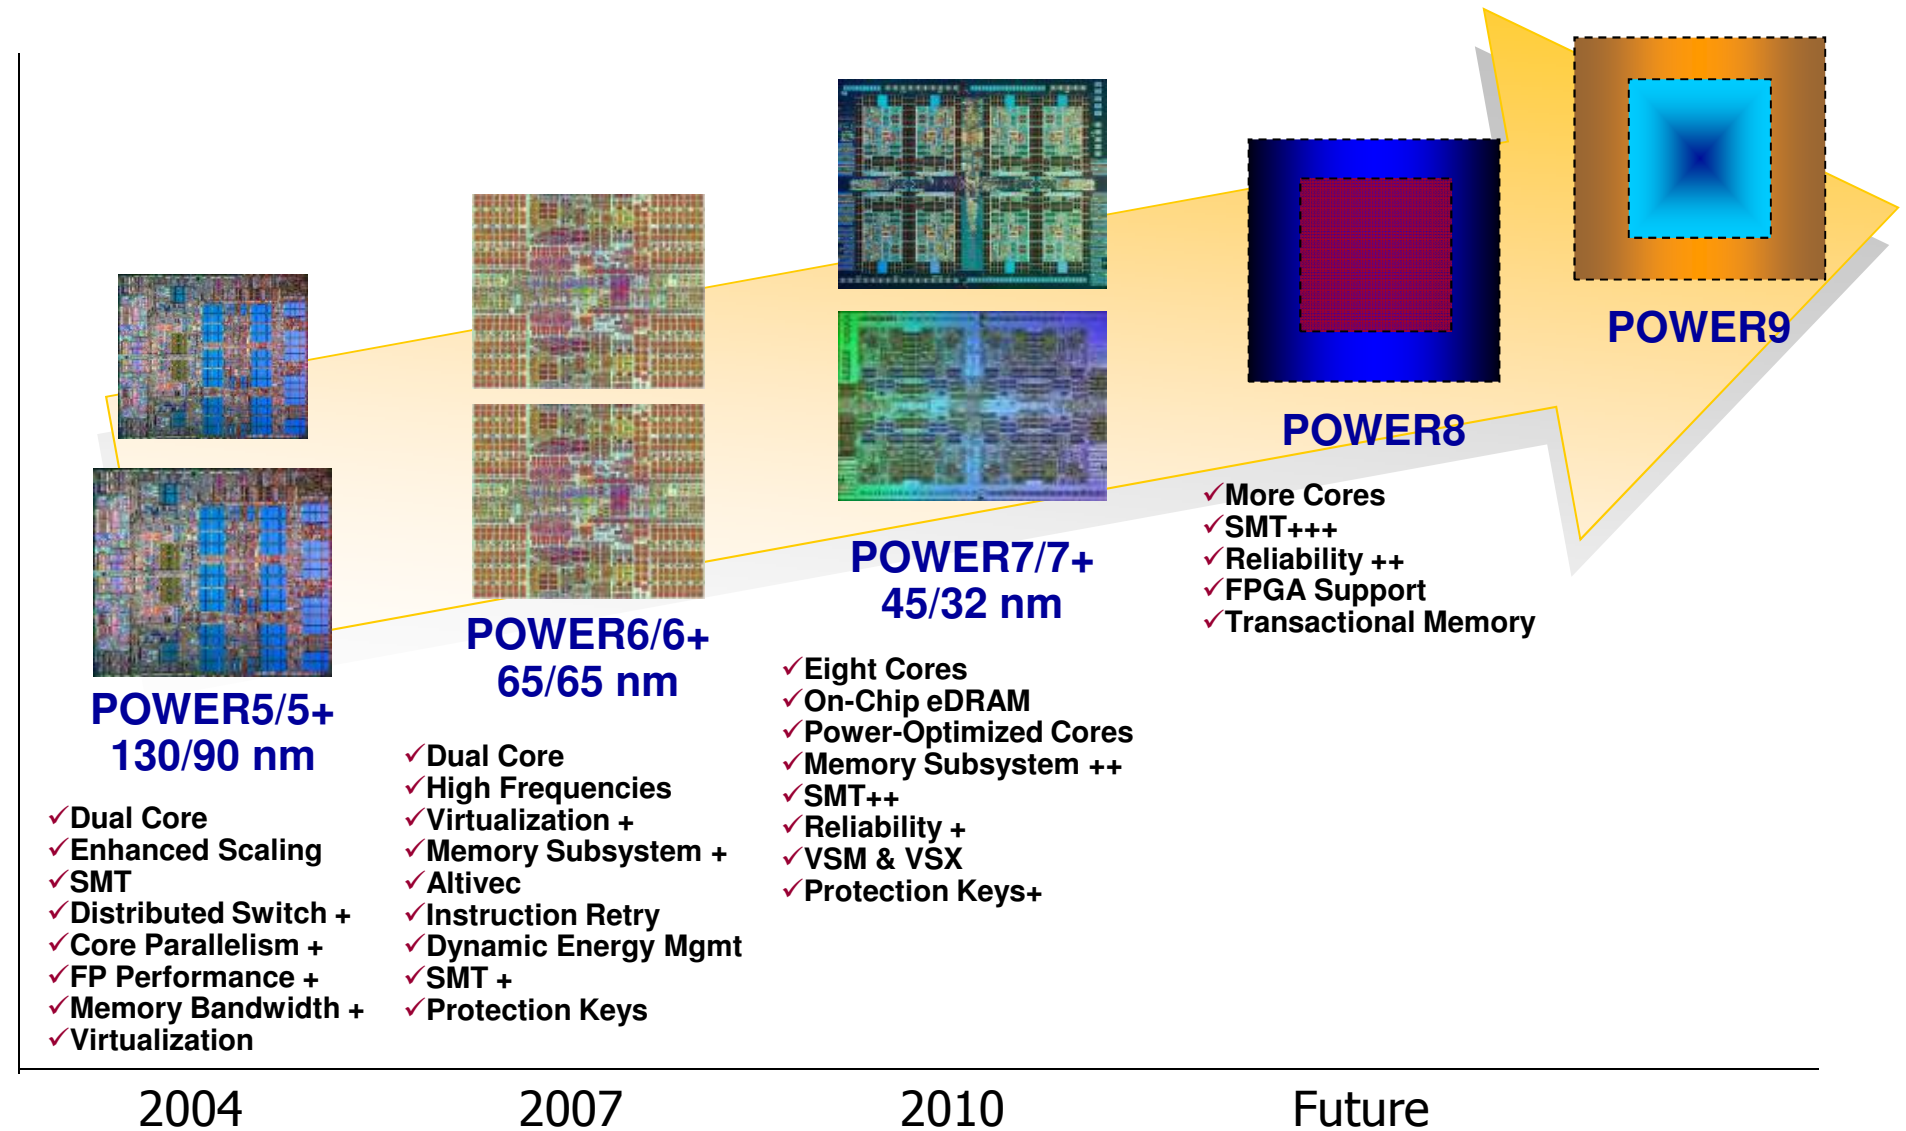 POWER5/5+
130/90 nm
✓Dual Core
✓Enhanced Scaling
✓SMT
✓Distributed Switch +
✓Core Parallelism +
✓FP Performance +
✓Memory Bandwidth +
✓Virtualization
2004
POWER6/6+
65/65 nm
✓Dual Core
✓High Frequencies
✓Virtualization +
✓Memory Subsystem +
✓Altivec
✓Instruction Retry
✓Dynamic Energy Mgmt
✓SMT +
✓Protection Keys
2007
POWER7/7+
45/32 nm
✓Eight Cores
✓On-Chip eDRAM
✓Power-Optimized Cores
✓Memory Subsystem ++
✓SMT++
✓Reliability +
✓VSM & VSX
✓Protection Keys+
2010
POWER8
✓More Cores
✓SMT+++
✓Reliability ++
✓FPGA Support
✓Transactional Memory
Future
POWER9